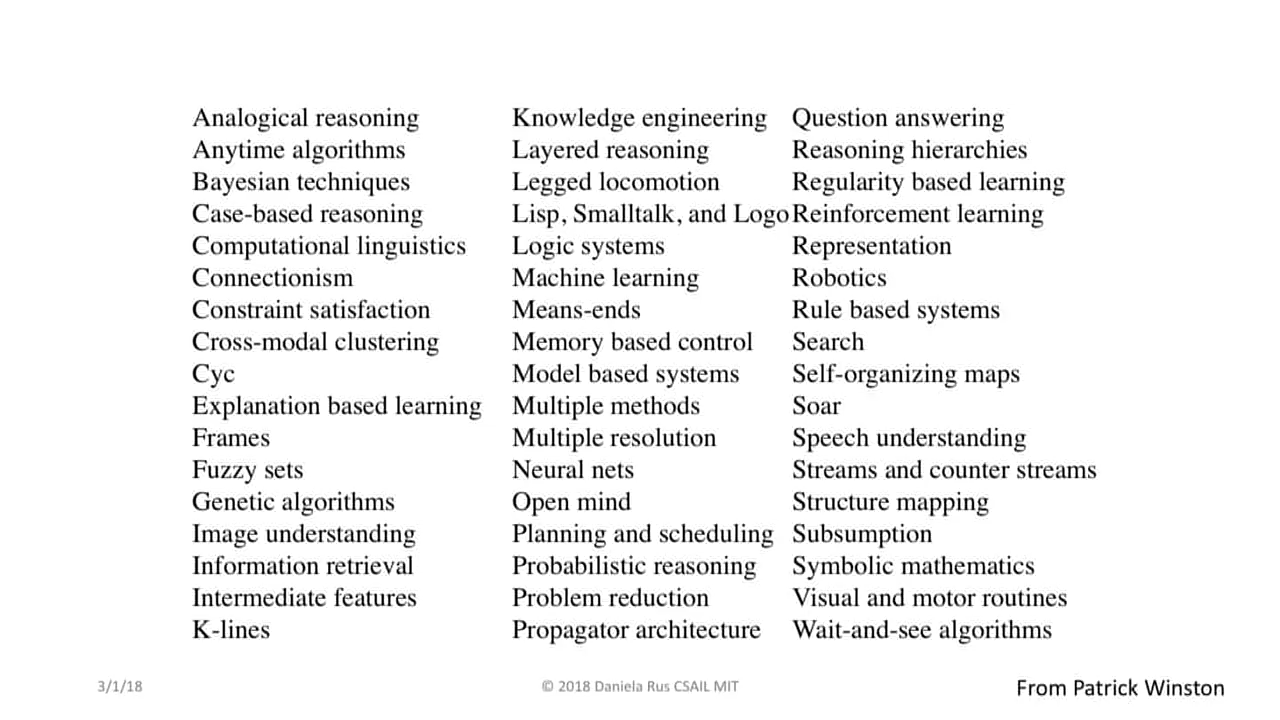 Analogical reasoning
Anytime algorithms
Bayesian techniques
Case-based reasoning
Computational linguistics
Connectionism
Constraint satisfaction
Cross-modal clustering
Cyc
Explanation based learning
Frames
Fuzzy sets
Genetic algorithms
Image understanding
Information retrieval
Intermediate features
K-lines
Knowledge engineering
Layered reasoning
Legged locomotion
Lisp, Smalltalk, and Logo
Logic systems
Machine learning
Means-ends
Memory based control
Model based systems
Multiple methods
Multiple resolution
Neural nets
Open mind
Planning and scheduling
Probabilistic reasoning
Problem reduction
Propagator architecture
Question answering
Reasoning hierarchies
Regularity based learning
Reinforcement learning
Representation
Robotics
Rule based systems
Search
Self-organizing maps
Soar
Speech understanding
Streams and counter streams
Structure mapping
Subsumption
Symbolic mathematics
Visual and motor routines
Wait-and-see algorithms
3/1/18
© 2018 Daniela Rus CSAIL MIT
From Patrick Winston